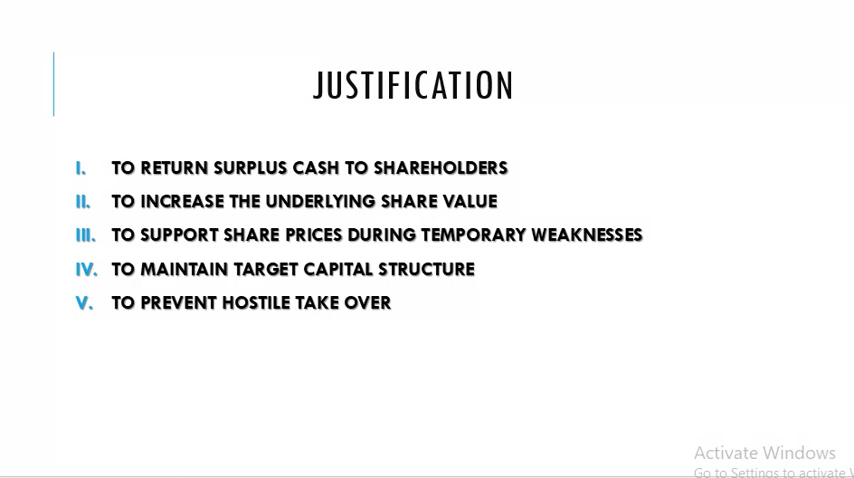 JUSTIFICATION
I. TO RETURN SURPLUS CASH TO SHAREHOLDERS
II. TO INCREASE THE UNDERLYING SHARE VALUE
III. TO SUPPORT SHARE PRICES DURING TEMPORARY WEAKNESSES
IV. TO MAINTAIN TARGET CAPITAL STRUCTURE
V. TO PREVENT HOSTILE TAKE OVER
Activate Windows
Go to Settings to activate